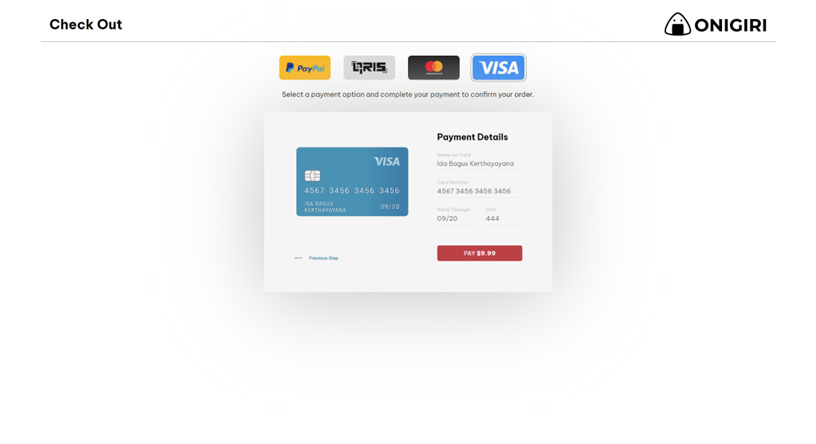 Check Out
ONIGIRI
PayPal
QRIS
VISA
Select a payment option and complete your payment to confirm your order.
Payment Details
VISA
Name on Card
Ida Bagus Kerthayayana
Card Number
4567 3456 3456 3456
4567 3456 3456 3456
IDA BAGUS
KERTHAYAYANA
09/20
Valid Through
CVV
09/20
444
PAY $9.99
Previous Step